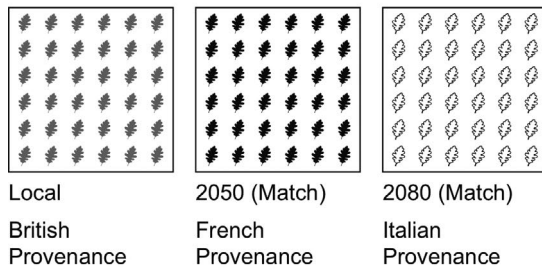 Local
British
Provenance
2050 (Match)
French
Provenance
2080 (Match)
Italian
Provenance